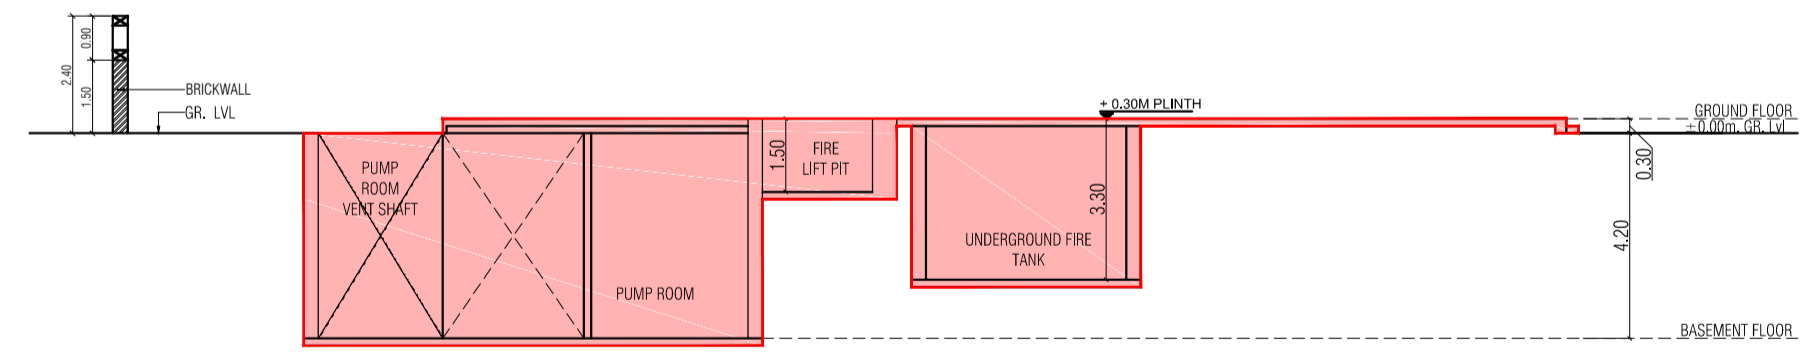 0.90
2.40
1.50
BRICKWALL
GR. LVL
+ 0.30M PLINTH
GROUND FLOOR
±0.00m. GR. Lvl
0.30
PUMP
ROOM
VENT SHAFT
1.50
FIRE
LIFT PIT
3.30
UNDERGROUND FIRE
TANK
4.20
PUMP ROOM
BASEMENT FLOOR